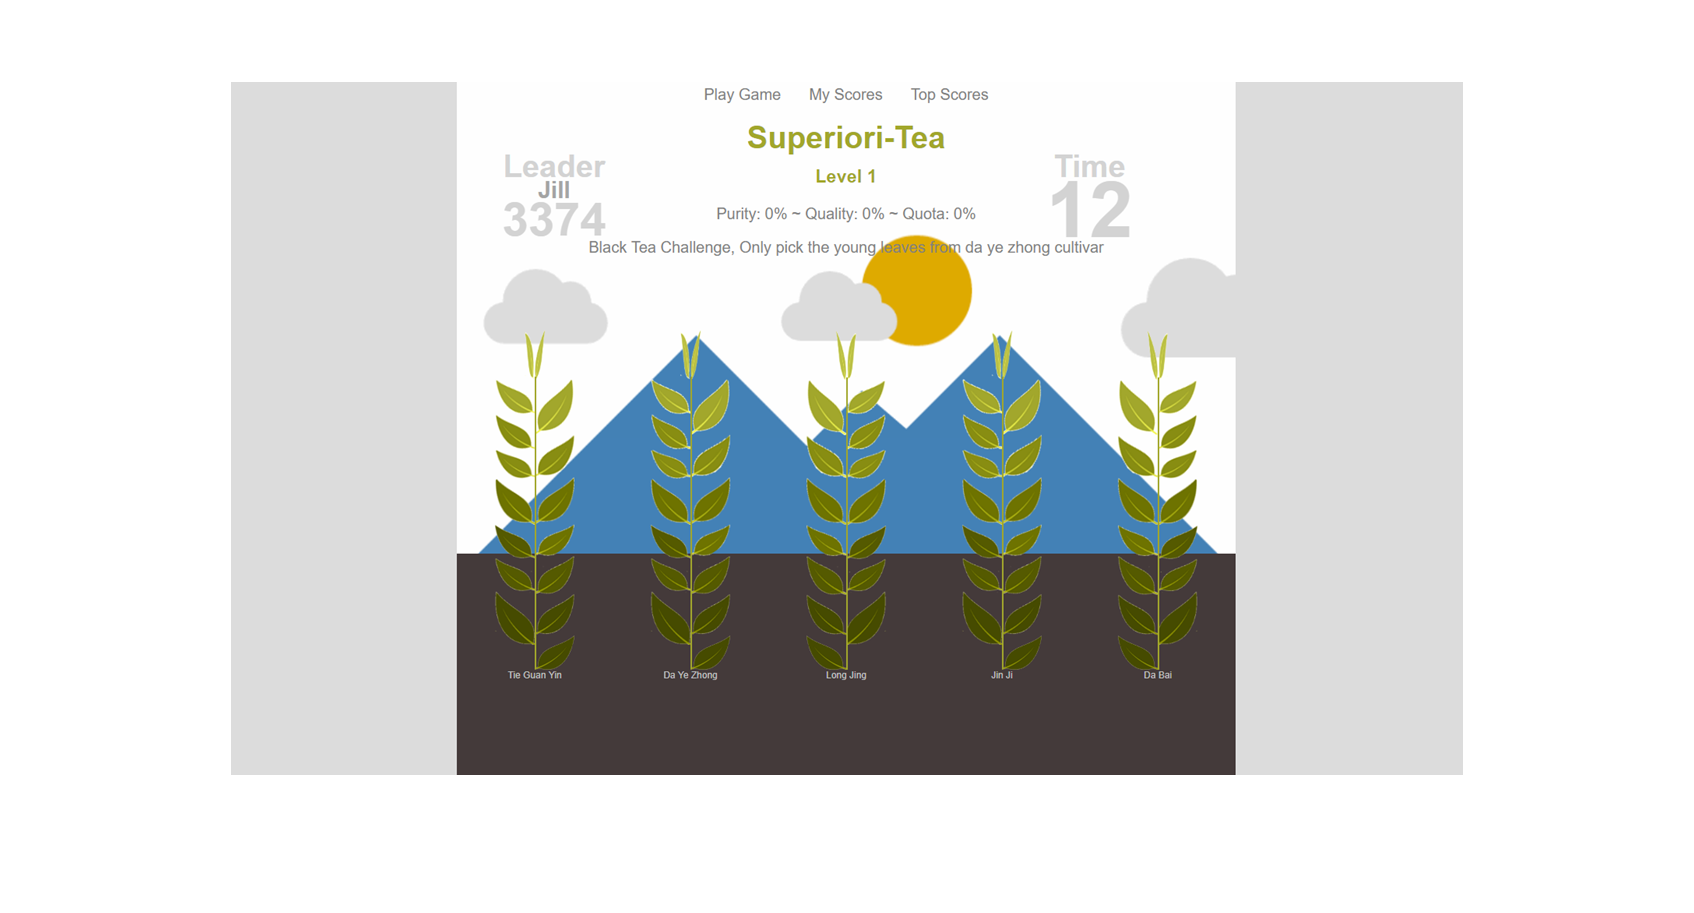 Play Game My Scores Top Scores
Superiori-Tea
Leader
Jill
3374
Level 1
Time
12
Purity: 0% ~ Quality: 0% ~ Quota: 0%
Black Tea Challenge, Only pick the young leaves from da ye zhong cultivar
Tie Guan Yin Da Ye Zhong Long Jing Jin Ji Da Bai